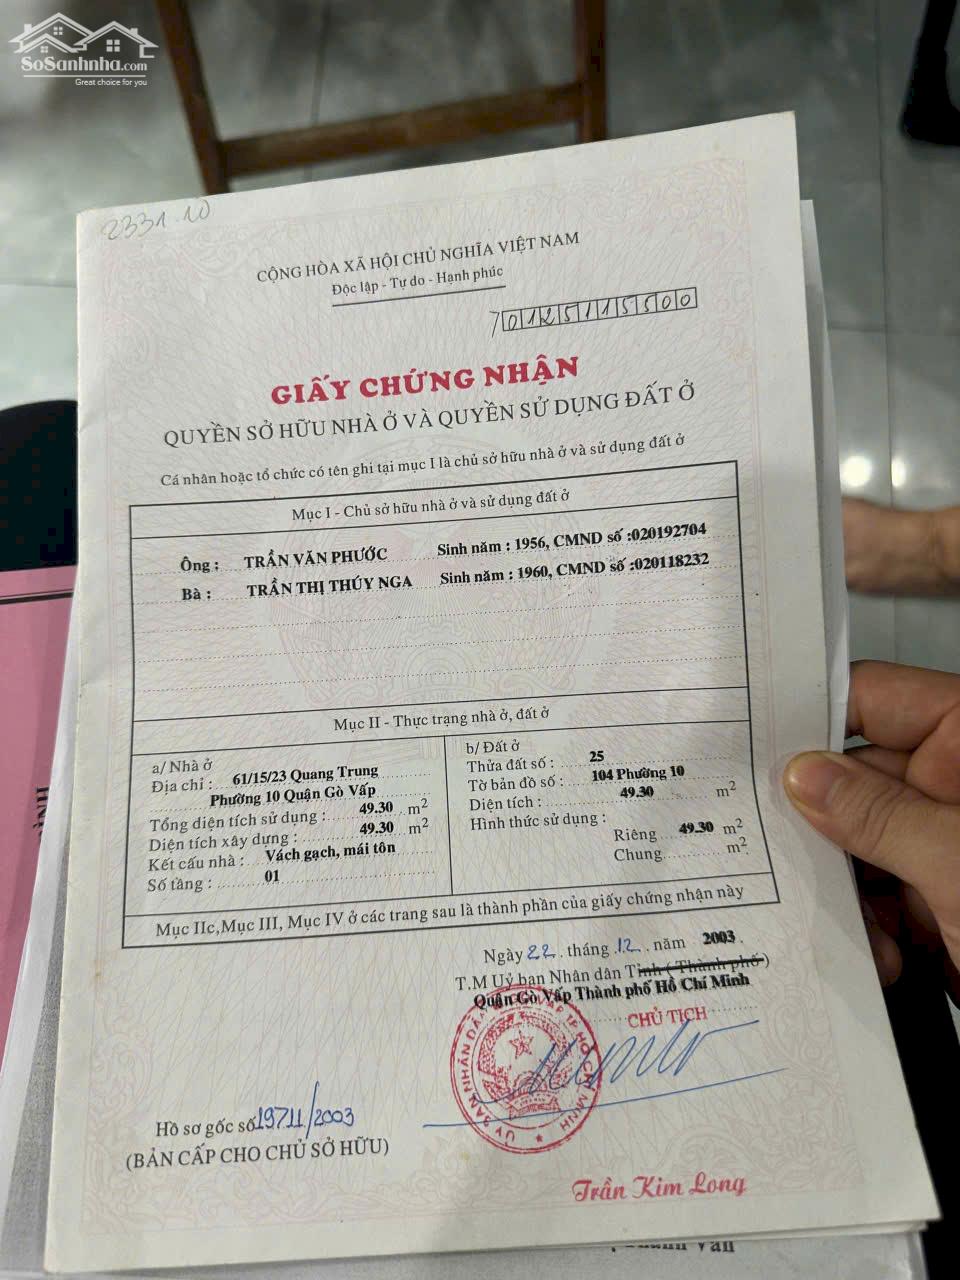 SoSanhnha.com
Great choice for you
2331.10
CỘNG HÒA XÃ HỘI CHỦ NGHĨA VIỆT NAM
Độc lập - Tự do - Hạnh phúc
70125115500
GIẤY CHỨNG NHẬN
QUYỀN SỞ HỮU NHÀ Ở VÀ QUYỀN SỬ DỤNG ĐẤT Ở
Cá nhân hoặc tổ chức có tên ghi tại mục I là chủ sở hữu nhà ở và sử dụng đất ở
Mục I - Chủ sở hữu nhà ở và sử dụng đất ở
Ông : TRẦN VĂN PHƯỚC Sinh năm : 1956, CMND số :020192704
Bà : TRẦN THỊ THÚY NGA Sinh năm : 1960, CMND số :020118232
Mục II - Thực trạng nhà ở, đất ở
a/ Nhà ở
Địa chỉ : 61/15/23 Quang Trung
Phường 10 Quận Gò Vấp
Tổng diện tích sử dụng : 49.30 m2
Diện tích xây dựng : 49.30 m2
Kết cấu nhà : Vách gạch, mái tôn
Số tầng : 01
b/ Đất ở
Thửa đất số : 25
Tờ bản đồ số : 104 Phường 10
Diện tích : 49.30 m2
Hình thức sử dụng :
Riêng 49.30 m2
Chung m2
Mục IIc,Mục III, Mục IV ở các trang sau là thành phần của giấy chứng nhận này
Ngày 22 tháng 12 năm 2003
T.M Uỷ ban Nhân dân Tỉnh ( Thành phố )
Quận Gò Vấp Thành phố Hồ Chí Minh
CHỦ TỊCH
Hồ sơ gốc số 19711/2003
(BẢN CẤP CHO CHỦ SỞ HỮU)
Trần Kim Long